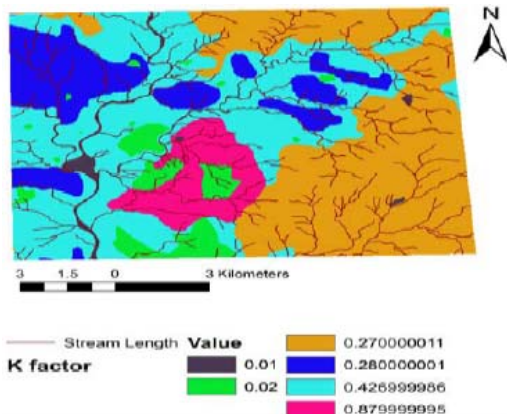 N
3 1.5 0 3 Kilometers
Stream Length Value
K factor
0.01
0.02
0.270000011
0.280000001
0.426999986
0.879999995